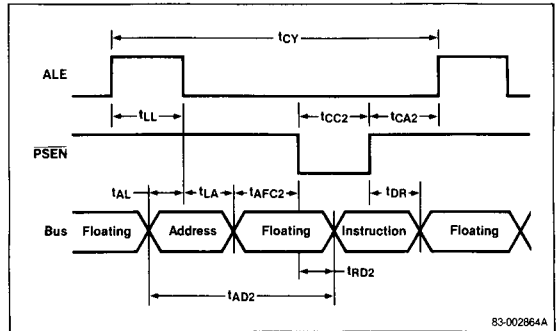 tCY
ALE
tLL tCC2 tCA2
PSEN
tAL tLA tAFC2 tDR
Bus Floating Address Floating Instruction Floating
tRD2
tAD2
83-002864A